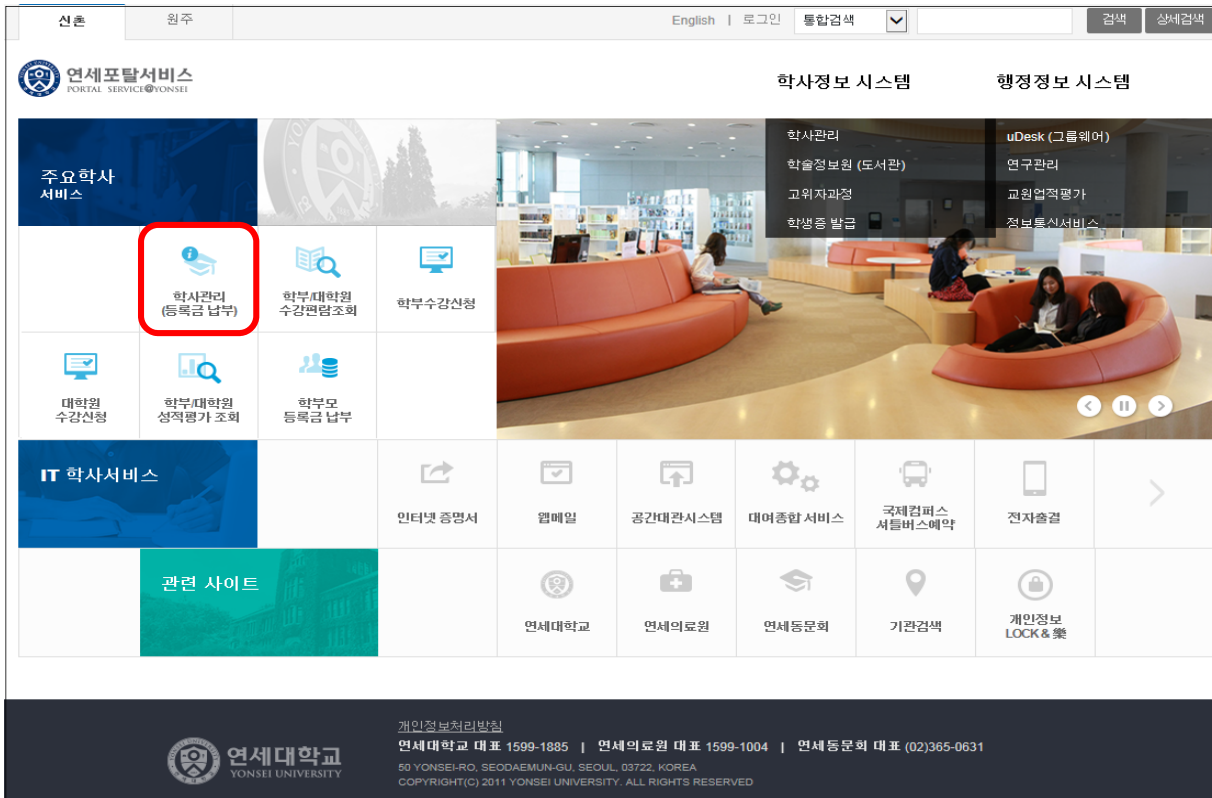 신촌
원주
English | 로그인
통합검색
검색
상세검색
연세포탈서비스
PORTAL SERVICE@YONSEI
학사정보 시스템
행정정보 시스템
학사관리
학술정보원 (도서관)
고위자과정
학생증 발급
uDesk (그룹웨어)
연구관리
교원업적평가
정보통신서비스
주요학사
서비스
학사관리
(등록금 납부)
학부/대학원
수강편람조회
학부수강신청
대학원
수강신청
학부/대학원
성적평가 조회
학부모
등록금 납부
IT 학사서비스
인터넷 증명서
웹메일
공간대관시스템
대여종합 서비스
국제컴퍼스
셔틀버스예약
전자출결
관련 사이트
연세대학교
연세의료원
연세동문회
기관검색
개인정보
LOCK & 樂
연세대학교
YONSEI UNIVERSITY
개인정보처리방침
연세대학교 대표 1599-1885 | 연세의료원 대표 1599-1004 | 연세동문회 대표 (02)365-0631
50 YONSEI-RO, SEODAEMUN-GU, SEOUL, 03722, KOREA
COPYRIGHT(C) 2011 YONSEI UNIVERSITY. ALL RIGHTS RESERVED